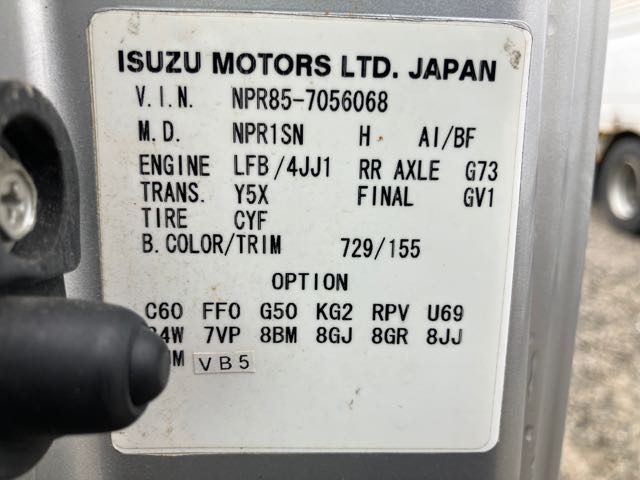 ISUZU MOTORS LTD. JAPAN
V.I.N. NPR85-7056068
M.D. NPR1SN H AI/BF
ENGINE LFB/4JJ1 RR AXLE G73
TRANS. Y5X FINAL GV1
TIRE CYF
B.COLOR/TRIM 729/155
OPTION
C60 FF0 G50 KG2 RPV U69
7VP 8BM 8GJ 8GR 8JJ
VB5